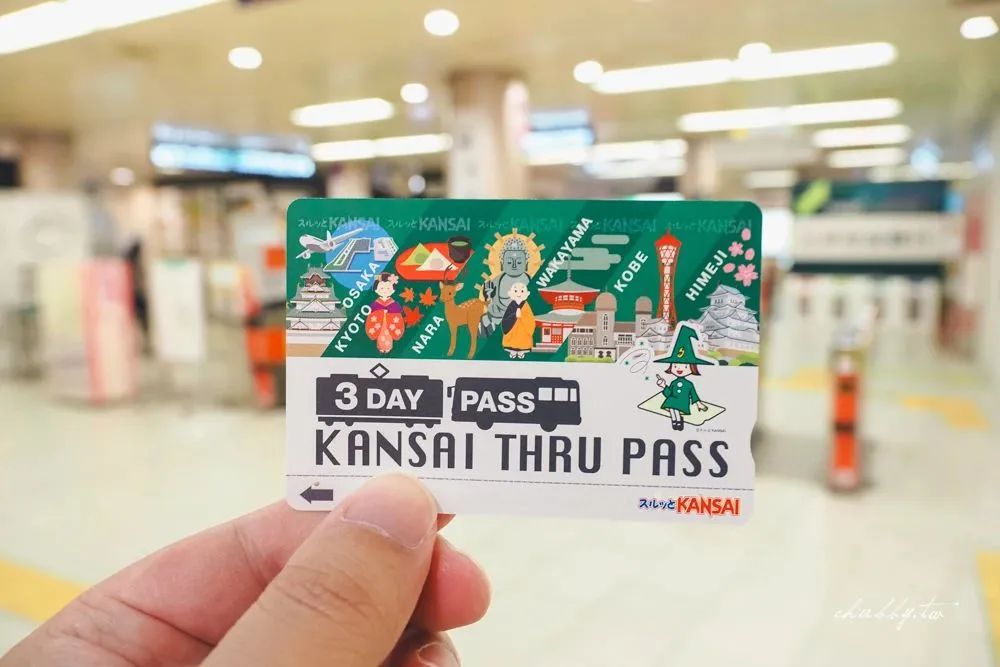 スルッとKANSAI スルッとKANSAI スルッとKANSAI スルッとKANSAI スルッとKANSAI
OSAKA
KYOTO
NARA
WAKAYAMA
KOBE
HIMEJI
3 DAY PASS
KANSAI THRU PASS
スルッとKANSAI
chubby.tw